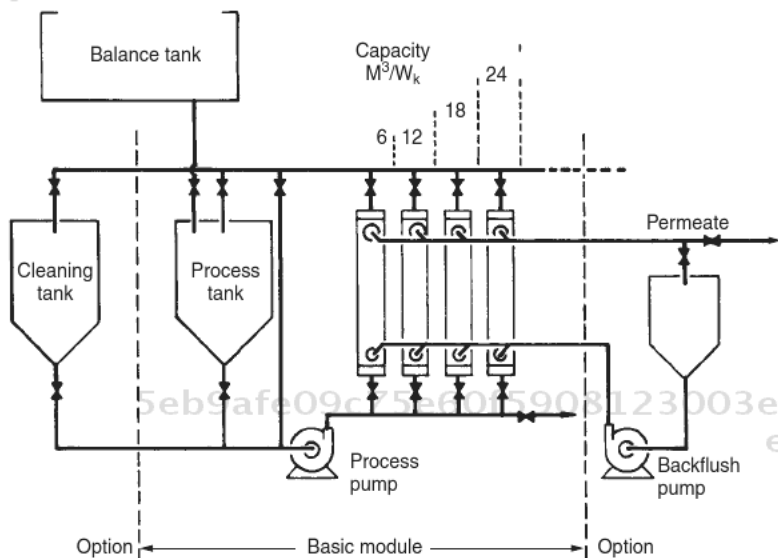 Balance tank
Capacity
M³/Wₖ
6
12
18
24
Permeate
Cleaning
tank
Process
tank
5eb9afe09c75e60f5908123003e
e
Process
pump
Backflush
pump
Option
Basic module
Option